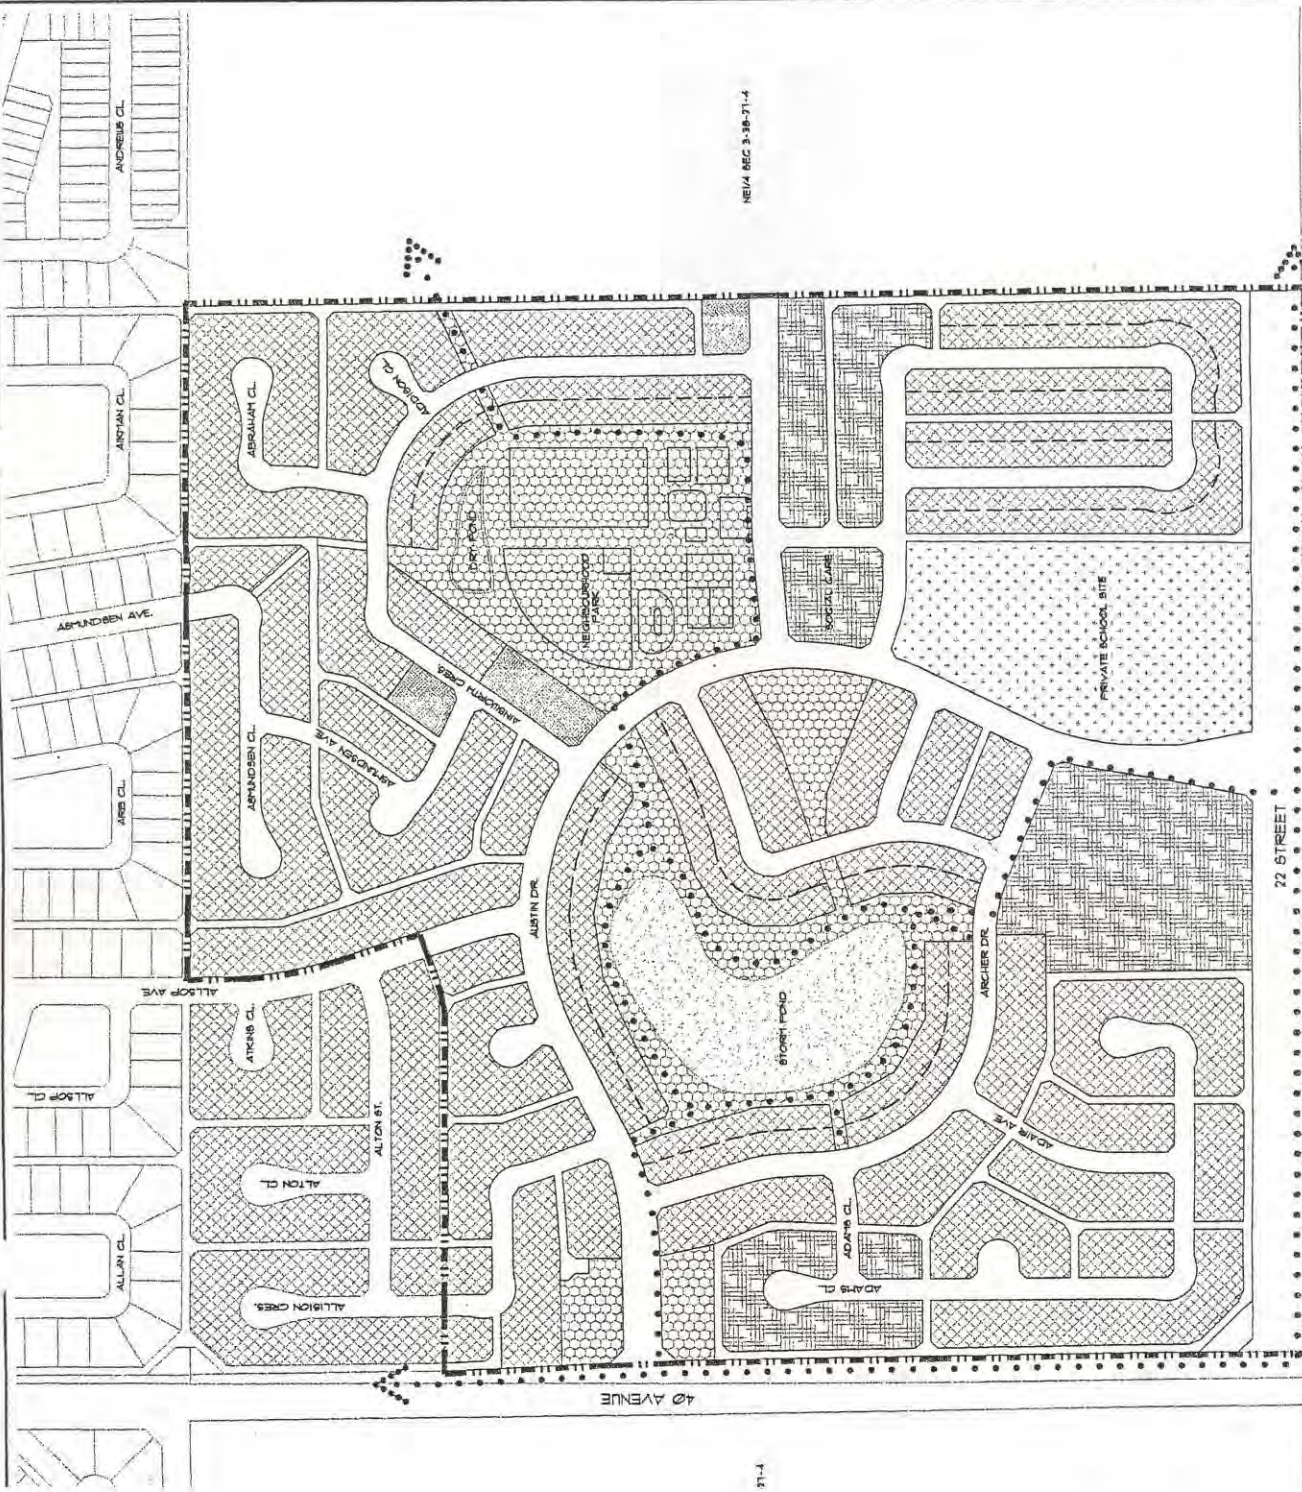 ANDREWS CL.
NE1/4 SEC 3-38-27-4
AIKMAN CL.
ABRAHAM CL.
ADDISON CL.
ASMUNDSEN AVE.
DRY POND
NEIGHBOURHOOD
PARK
SOCIAL CARE
PRIVATE SCHOOL SITE
AINSWORTH CRES.
ASMUNDSEN AVE.
ASMUNDSEN CL.
ARB CL.
22 STREET
AUSTIN DR.
ARCHER DR.
ALLSOP AVE.
ATKINS CL.
STORM POND
ALLSOP CL.
ALTON ST.
ADAIR AVE.
ALTON CL.
ADAMS CL.
ALLAN CL.
ALLISON CRES.
ADAMS CL.
40 AVENUE
27-4